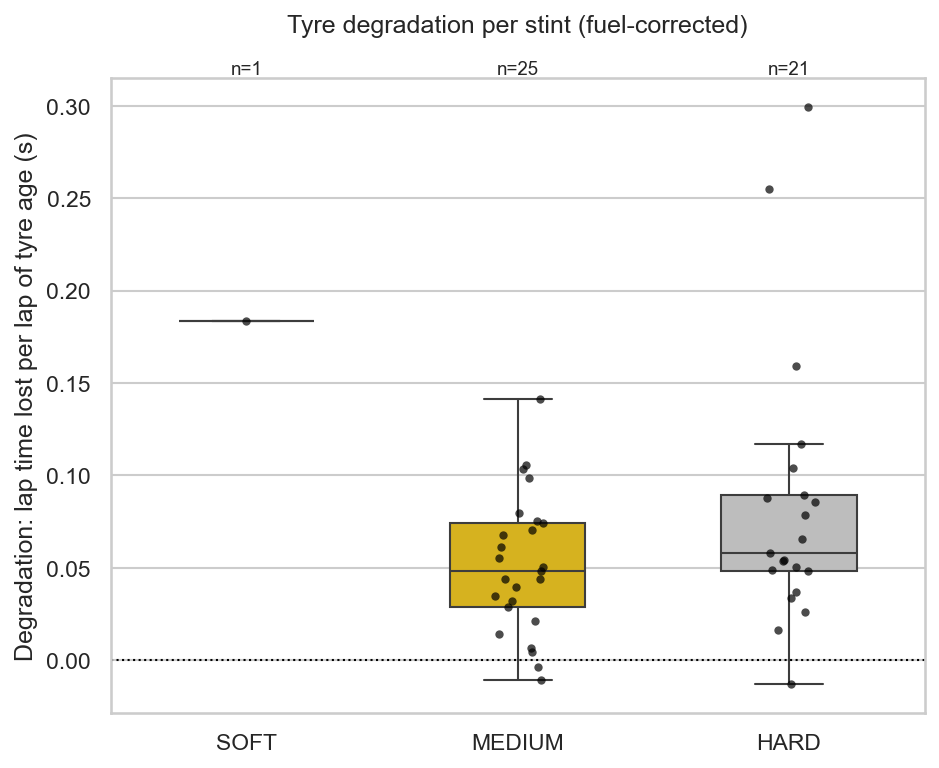 Tyre degradation per stint (fuel-corrected)
n=1 n=25 n=21
Degradation: lap time lost per lap of tyre age (s)
0.30
0.25
0.20
0.15
0.10
0.05
0.00
SOFT MEDIUM HARD